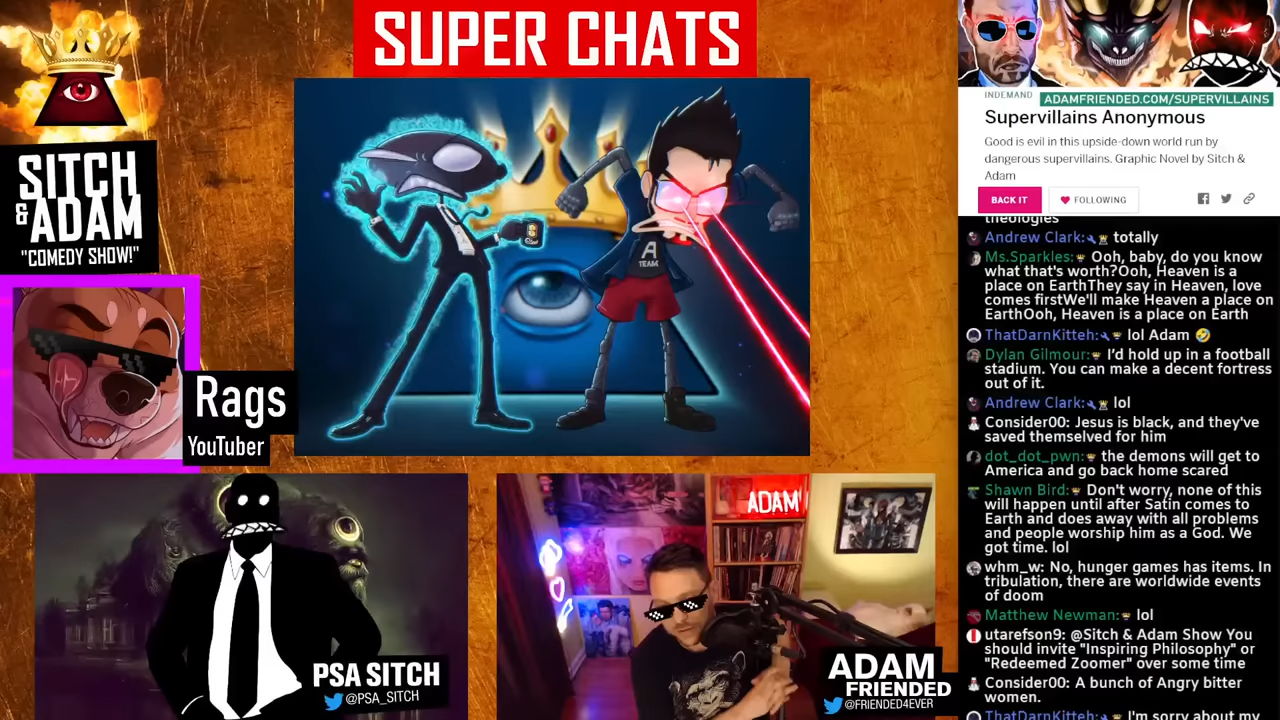 SUPER CHATS
SITCH
& ADAM
"COMEDY SHOW!"
Rags
YouTuber
A
TEAM
PSA SITCH
@PSA_SITCH
ADAM
ADAM
FRIENDED
@FRIENDED4EVER
INDEMAND
ADAMFRIENDED.COM/SUPERVILLAINS
Supervillains Anonymous
Good is evil in this upside-down world run by
dangerous supervillains. Graphic Novel by Sitch &
Adam
BACK IT
FOLLOWING
theologies
Andrew Clark: totally
Ms.Sparkles: Ooh, baby, do you know
what that's worth?Ooh, Heaven is a
place on EarthThey say in Heaven, love
comes firstWe'll make Heaven a place on
EarthOoh, Heaven is a place on Earth
ThatDarnKitteh: lol Adam 🤣
Dylan Gilmour: I'd hold up in a football
stadium. You can make a decent fortress
out of it.
Andrew Clark: lol
Consider00: Jesus is black, and they've
saved themselved for him
dot_dot_pwn: the demons will get to
America and go back home scared
Shawn Bird: Don't worry, none of this
will happen until after Satin comes to
Earth and does away with all problems
and people worship him as a God. We
got time. lol
whm_w: No, hunger games has items. In
tribulation, there are worldwide events
of doom
Matthew Newman: lol
utarefson9: @Sitch & Adam Show You
should invite "Inspiring Philosophy" or
"Redeemed Zoomer" over some time
Consider00: A bunch of Angry bitter
women.
ThatDarnKitteh: I'm sorry about my